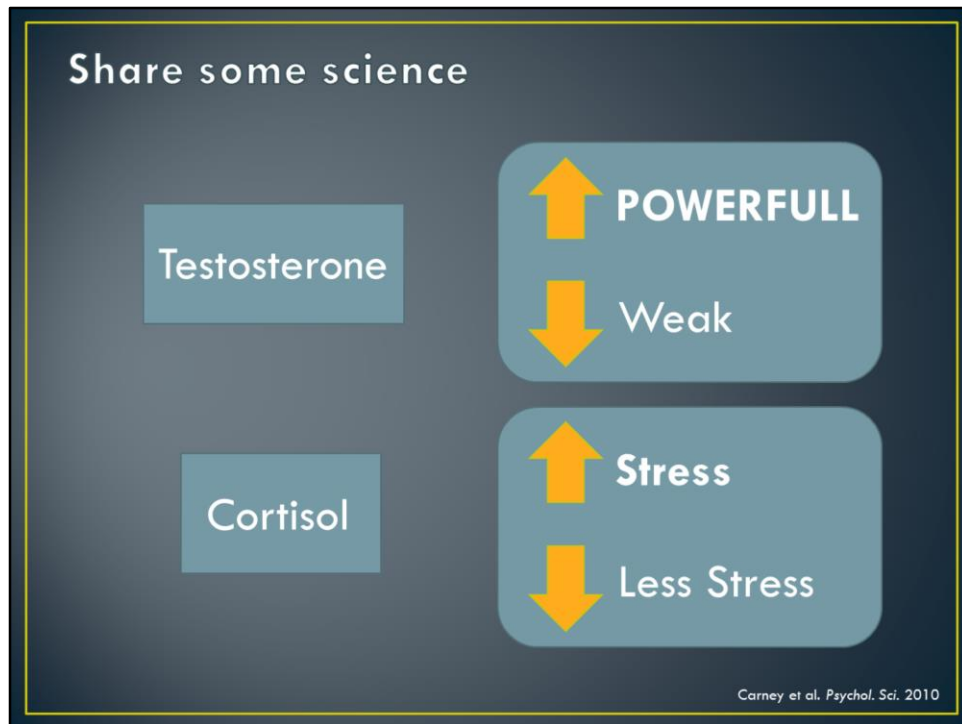 Share some science
Testosterone
POWERFULL
Weak
Cortisol
Stress
Less Stress
Carney et al. Psychol. Sci. 2010